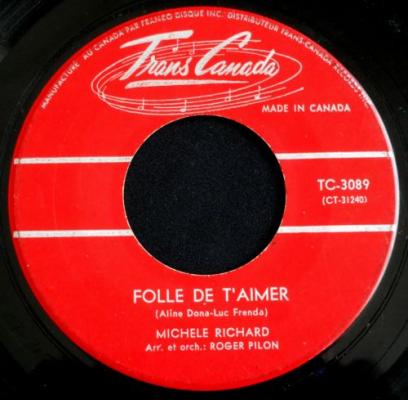 MANUFACTURÉ AU CANADA PAR FRANCO DISQUE INC. DISTRIBUTEUR TRANS-CANADA
Trans Canada
MADE IN CANADA
TC-3089
(CT-31240)
FOLLE DE T'AIMER
(Aline Dona-Luc Frenda)
MICHELE RICHARD
Arr. et orch.: ROGER PILON